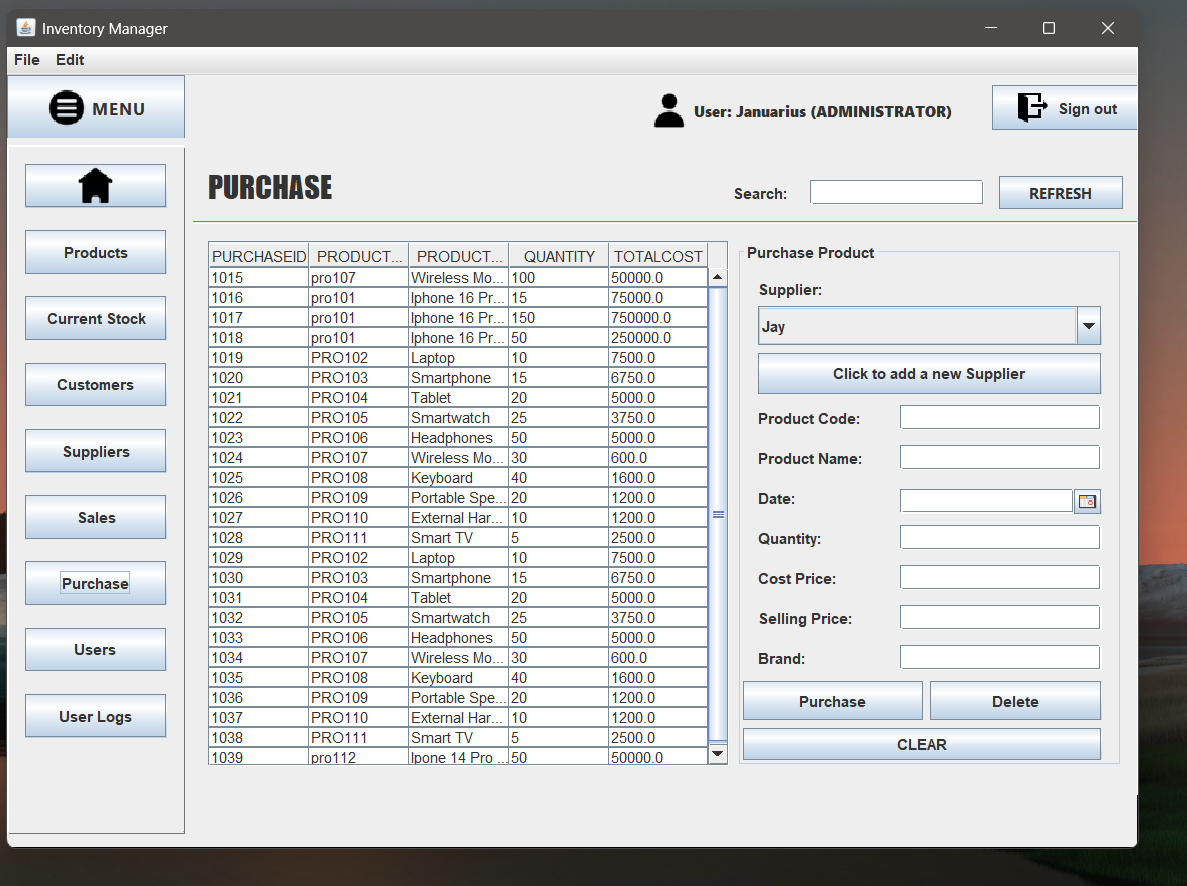 Inventory Manager
File Edit
MENU
User: Januarius (ADMINISTRATOR)
Sign out
PURCHASE
Search:
REFRESH
Products
Current Stock
Customers
Suppliers
Sales
Purchase
Users
User Logs
PURCHASEID PRODUCT... PRODUCT... QUANTITY TOTALCOST
1015 pro107 Wireless Mo... 100 50000.0
1016 pro101 Iphone 16 Pr... 15 75000.0
1017 pro101 Iphone 16 Pr... 150 750000.0
1018 pro101 Iphone 16 Pr... 50 250000.0
1019 PRO102 Laptop 10 7500.0
1020 PRO103 Smartphone 15 6750.0
1021 PRO104 Tablet 20 5000.0
1022 PRO105 Smartwatch 25 3750.0
1023 PRO106 Headphones 50 5000.0
1024 PRO107 Wireless Mo... 30 600.0
1025 PRO108 Keyboard 40 1600.0
1026 PRO109 Portable Spe... 20 1200.0
1027 PRO110 External Har... 10 1200.0
1028 PRO111 Smart TV 5 2500.0
1029 PRO102 Laptop 10 7500.0
1030 PRO103 Smartphone 15 6750.0
1031 PRO104 Tablet 20 5000.0
1032 PRO105 Smartwatch 25 3750.0
1033 PRO106 Headphones 50 5000.0
1034 PRO107 Wireless Mo... 30 600.0
1035 PRO108 Keyboard 40 1600.0
1036 PRO109 Portable Spe... 20 1200.0
1037 PRO110 External Har... 10 1200.0
1038 PRO111 Smart TV 5 2500.0
1039 pro112 Ipone 14 Pro ... 50 50000.0
Purchase Product
Supplier:
Jay
Click to add a new Supplier
Product Code:
Product Name:
Date:
Quantity:
Cost Price:
Selling Price:
Brand:
Purchase
Delete
CLEAR